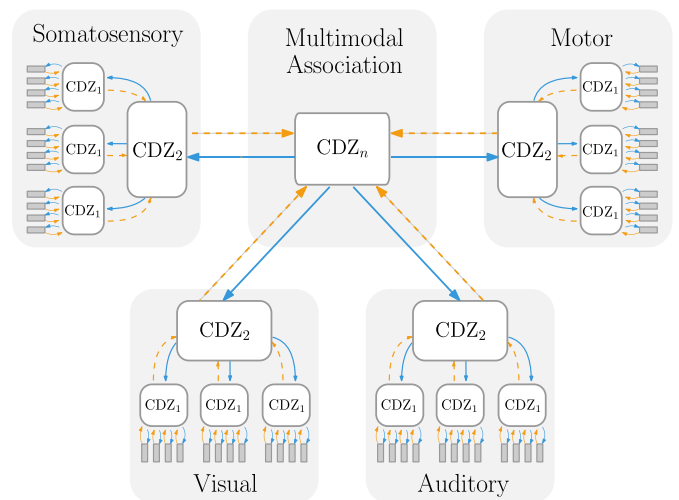 Somatosensory
Multimodal
Association
Motor
CDZ₁
CDZ₁
CDZ₁
CDZ₂
CDZₙ
CDZ₂
CDZ₁
CDZ₁
CDZ₁
CDZ₂
CDZ₁
CDZ₁
CDZ₁
Visual
CDZ₂
CDZ₁
CDZ₁
CDZ₁
Auditory